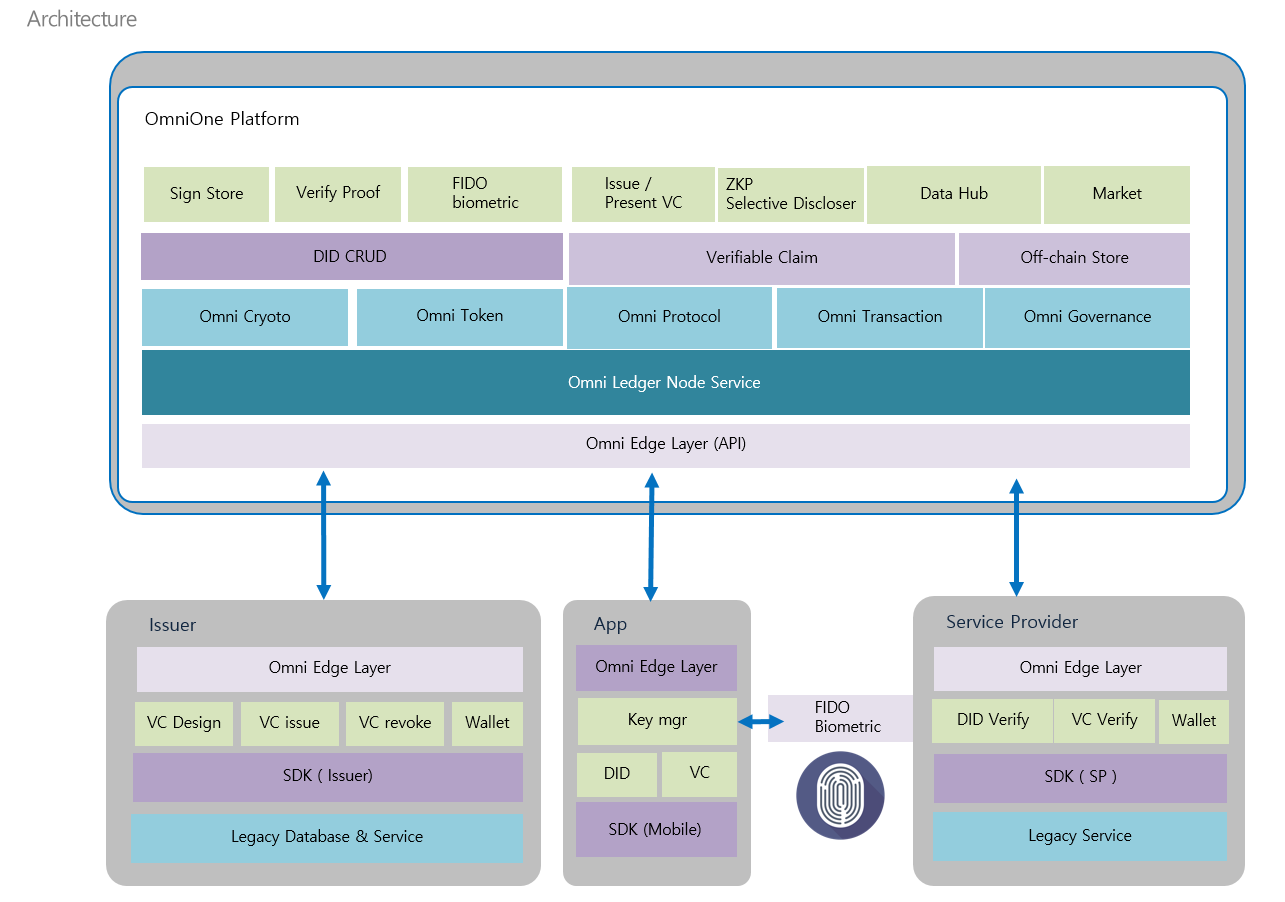 Architecture
OmniOne Platform
Sign Store
Verify Proof
FIDO
biometric
Issue /
Present VC
ZKP
Selective Discloser
Data Hub
Market
DID CRUD
Verifiable Claim
Off-chain Store
Omni Cryoto
Omni Token
Omni Protocol
Omni Transaction
Omni Governance
Omni Ledger Node Service
Omni Edge Layer (API)
Issuer
Omni Edge Layer
VC Design
VC issue
VC revoke
Wallet
SDK ( Issuer)
Legacy Database & Service
App
Omni Edge Layer
Key mgr
DID
VC
SDK (Mobile)
FIDO
Biometric
Service Provider
Omni Edge Layer
DID Verify
VC Verify
Wallet
SDK ( SP )
Legacy Service